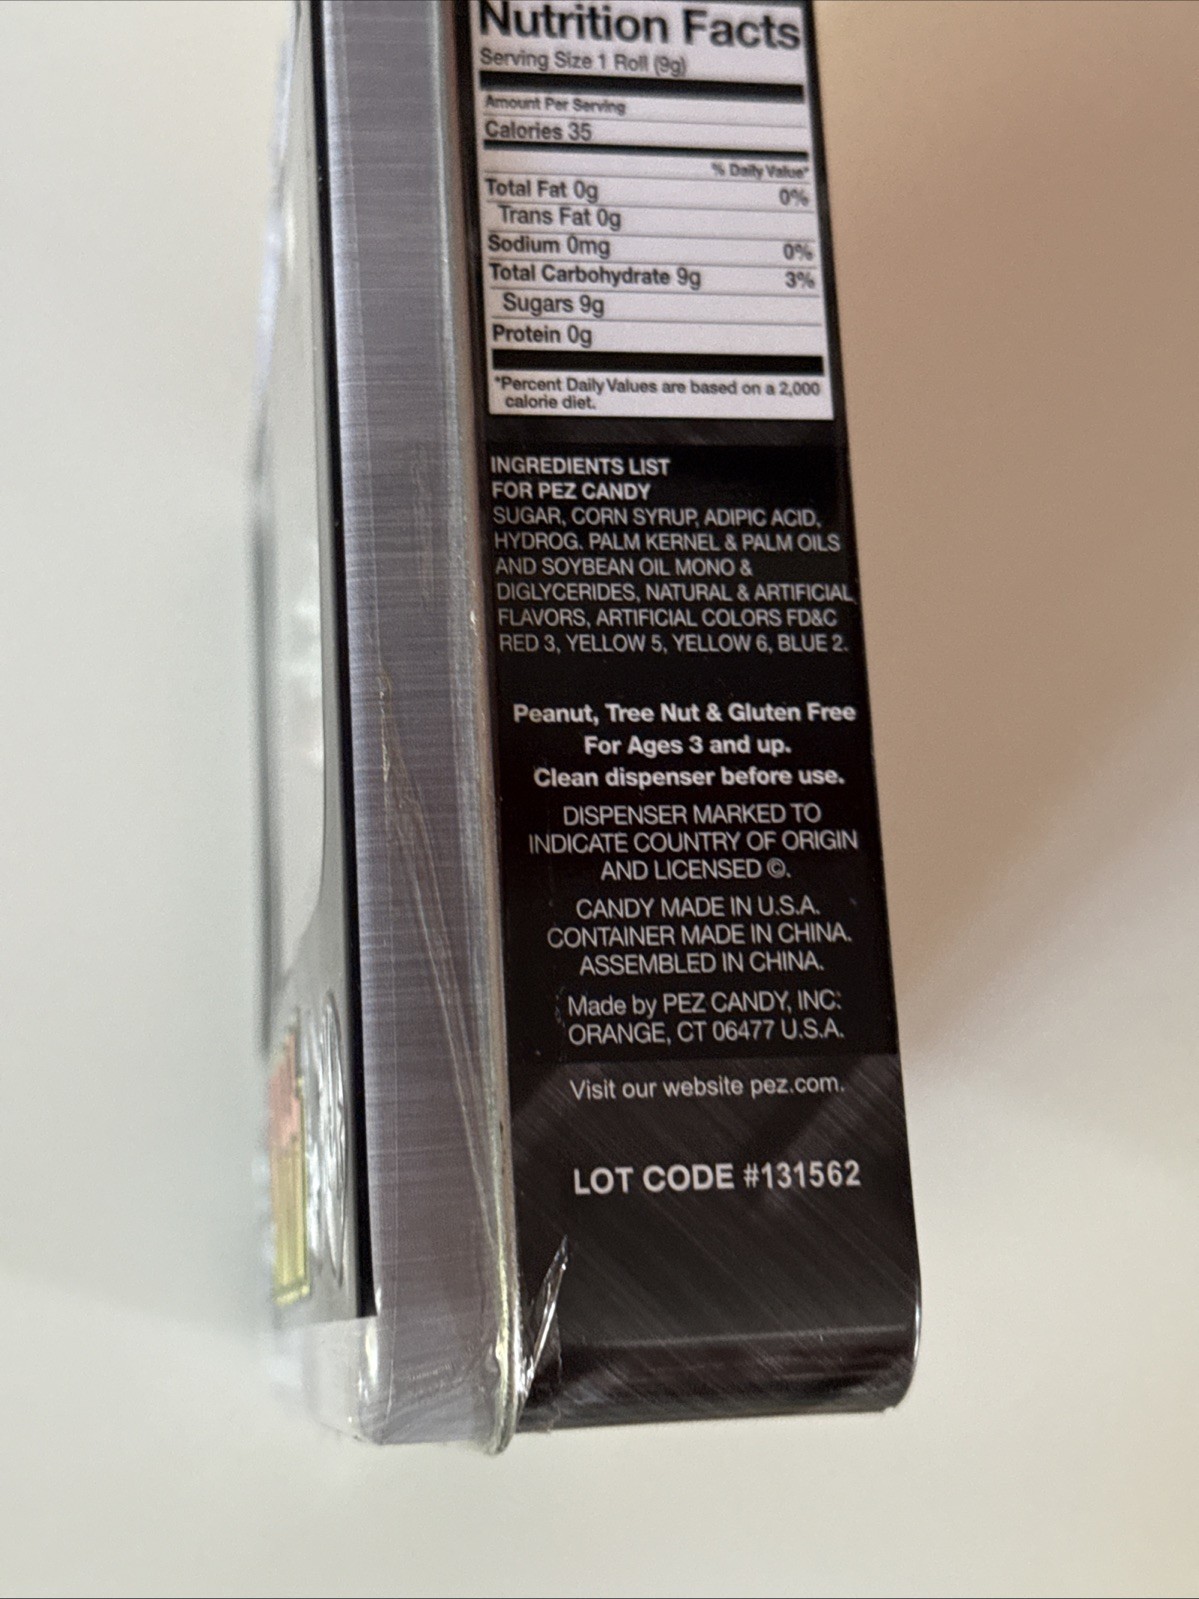 Nutrition Facts
Serving Size 1 Roll (9g)
Amount Per Serving
Calories 35
% Daily Value*
Total Fat 0g 0%
Trans Fat 0g
Sodium 0mg 0%
Total Carbohydrate 9g 3%
Sugars 9g
Protein 0g
*Percent Daily Values are based on a 2,000
calorie diet.
INGREDIENTS LIST
FOR PEZ CANDY
SUGAR, CORN SYRUP, ADIPIC ACID,
HYDROG. PALM KERNEL & PALM OILS
AND SOYBEAN OIL MONO &
DIGLYCERIDES, NATURAL & ARTIFICIAL
FLAVORS, ARTIFICIAL COLORS FD&C
RED 3, YELLOW 5, YELLOW 6, BLUE 2.
Peanut, Tree Nut & Gluten Free
For Ages 3 and up.
Clean dispenser before use.
DISPENSER MARKED TO
INDICATE COUNTRY OF ORIGIN
AND LICENSED ©.
CANDY MADE IN U.S.A.
CONTAINER MADE IN CHINA.
ASSEMBLED IN CHINA.
Made by PEZ CANDY, INC.
ORANGE, CT 06477 U.S.A.
Visit our website pez.com.
LOT CODE #131562